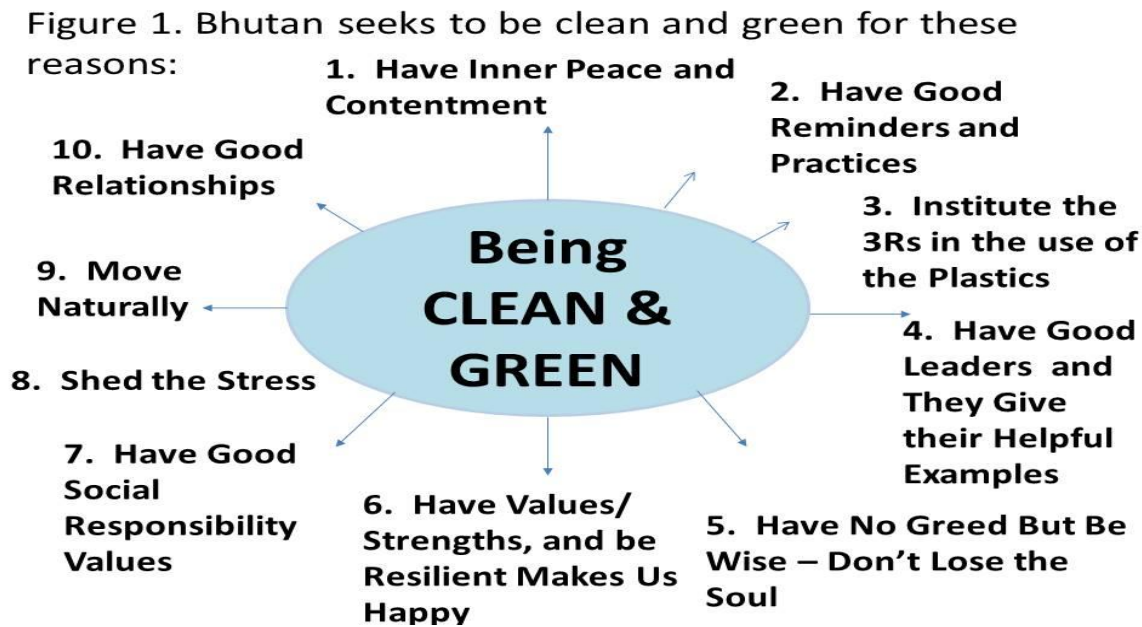 Figure 1. Bhutan seeks to be clean and green for these
reasons:
1. Have Inner Peace and
Contentment
2. Have Good
Reminders and
Practices
3. Institute the
3Rs in the use of
the Plastics
4. Have Good
Leaders and
They Give
their Helpful
Examples
5. Have No Greed But Be
Wise – Don’t Lose the
Soul
6. Have Values/
Strengths, and be
Resilient Makes Us
Happy
7. Have Good
Social
Responsibility
Values
8. Shed the Stress
9. Move
Naturally
10. Have Good
Relationships
Being
CLEAN &
GREEN